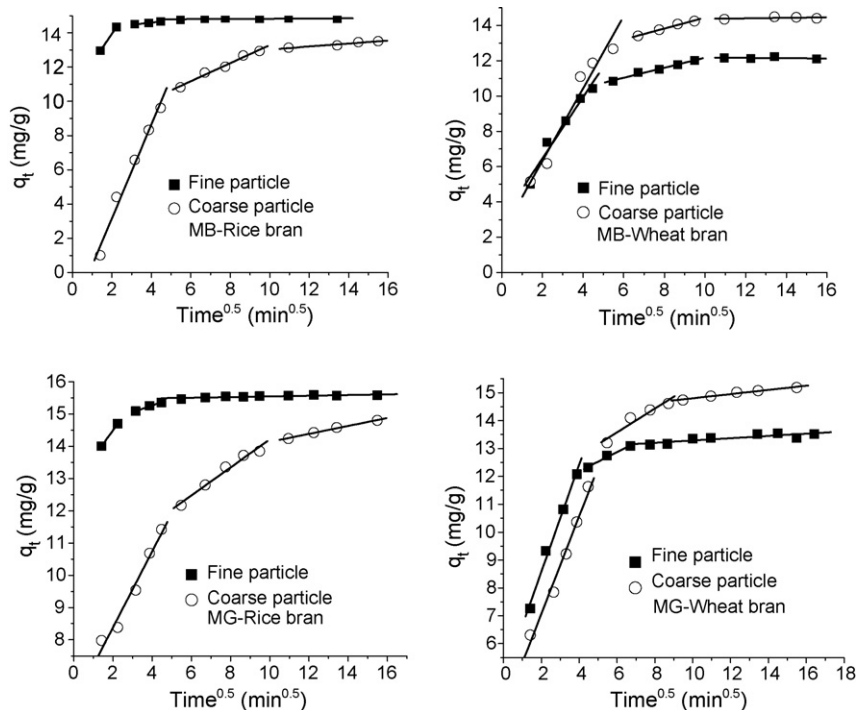 14
12
10
8
6
4
2
0
q_t (mg/g)
Fine particle
Coarse particle
MB-Rice bran
0 2 4 6 8 10 12 14 16
Time^0.5 (min^0.5)
16
14
12
10
8
6
4
2
0
q_t (mg/g)
Fine particle
Coarse particle
MB-Wheat bran
0 2 4 6 8 10 12 14 16
Time^0.5 (min^0.5)
16
15
14
13
12
11
10
9
8
q_t (mg/g)
Fine particle
Coarse particle
MG-Rice bran
0 2 4 6 8 10 12 14 16
Time^0.5 (min^0.5)
15
14
13
12
11
10
9
8
7
6
q_t (mg/g)
Fine particle
Coarse particle
MG-Wheat bran
0 2 4 6 8 10 12 14 16 18
Time^0.5 (min^0.5)